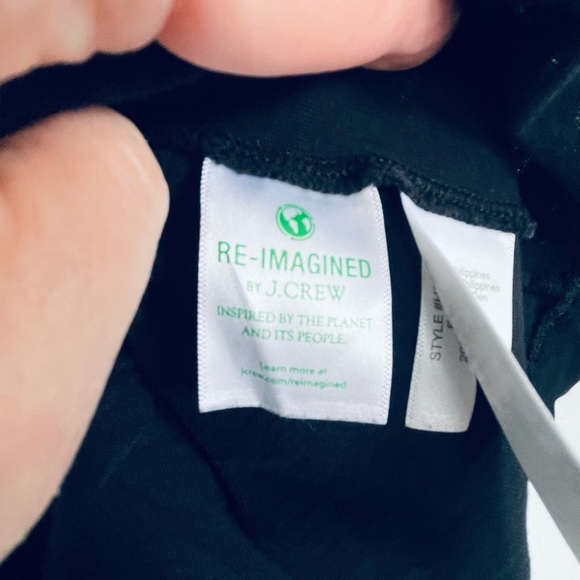 RE-IMAGINED
BY J.CREW
INSPIRED BY THE PLANET
AND ITS PEOPLE.
Learn more at
jcrew.com/reimagined
STYLE